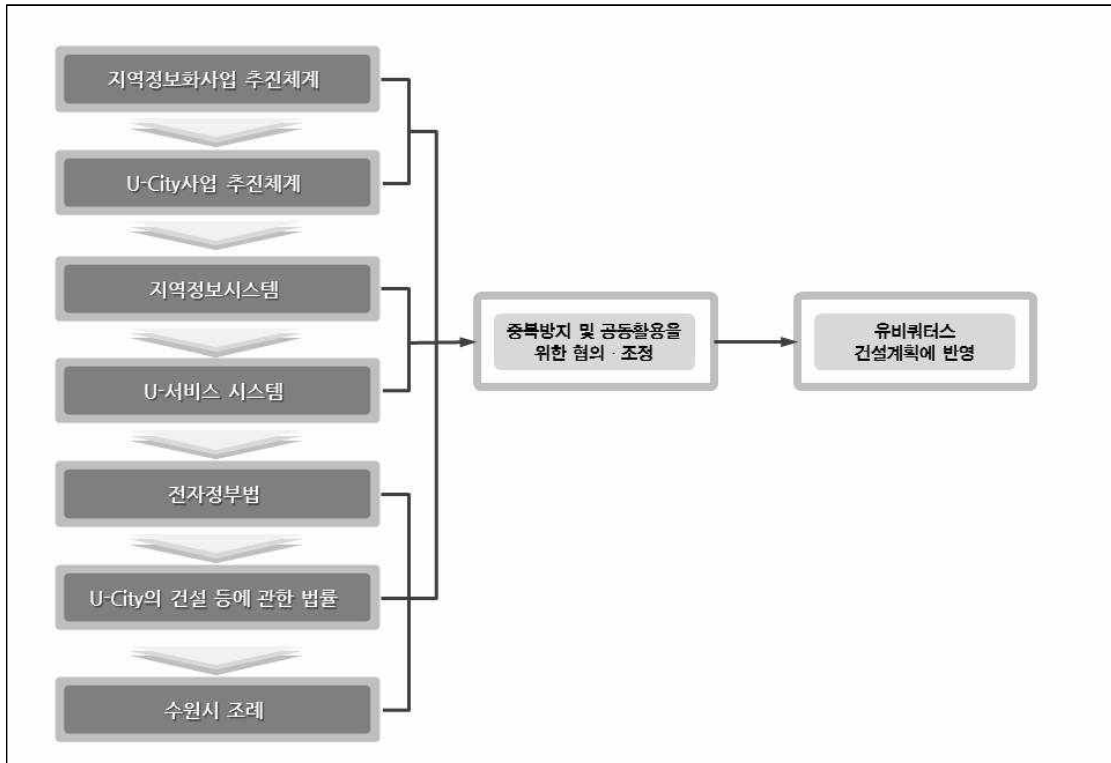 지역정보화사업 추진체계
U-City사업 추진체계
지역정보시스템
U-서비스 시스템
전자정부법
U-City의 건설 등에 관한 법률
수원시 조례
중복방지 및 공동활용을
위한 협의 · 조정
유비쿼터스
건설계획에 반영